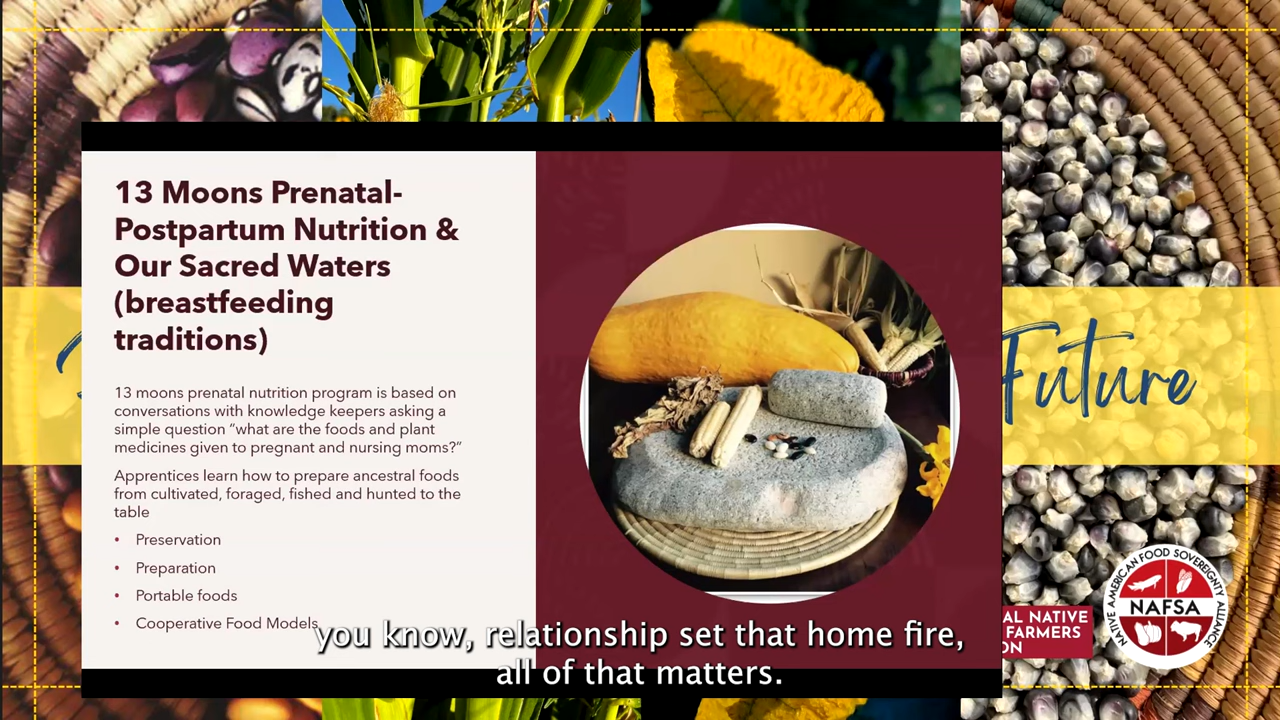 13 Moons Prenatal-
Postpartum Nutrition &
Our Sacred Waters
(breastfeeding
traditions)
13 moons prenatal nutrition program is based on
conversations with knowledge keepers asking a
simple question “what are the foods and plant
medicines given to pregnant and nursing moms?”
Apprentices learn how to prepare ancestral foods
from cultivated, foraged, fished and hunted to the
table
• Preservation
• Preparation
• Portable foods
• Cooperative Food Models
you know, relationship set that home fire,
all of that matters.
Future
AL NATIVE
FARMERS
ON
NATIVE AMERICAN FOOD SOVEREIGNTY ALLIANCE
NAFSA